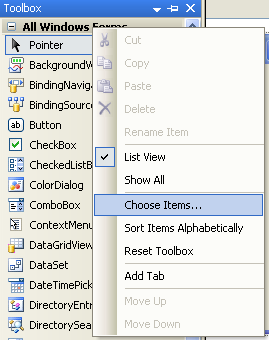 Toolbox
All Windows Forms
Pointer
BackgroundW
BindingNavig
BindingSource
Button
CheckBox
CheckedListB
ColorDialog
ComboBox
ContextMenu
DataGridView
DataSet
DateTimePick
DirectoryEntr
DirectorySea
Cut
Copy
Paste
Delete
Rename Item
List View
Show All
Choose Items...
Sort Items Alphabetically
Reset Toolbox
Add Tab
Move Up
Move Down